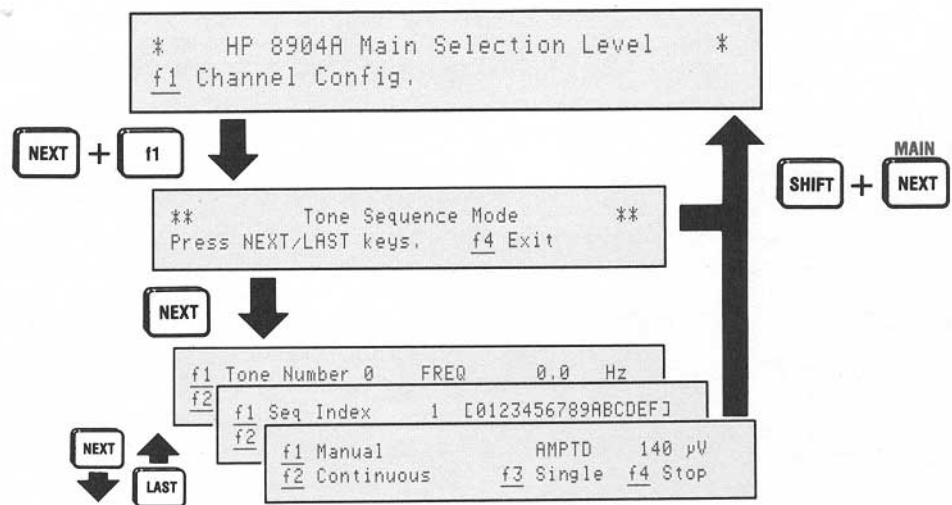 * HP 8904A Main Selection Level *
f1 Channel Config.
NEXT + f1
MAIN
SHIFT + NEXT
** Tone Sequence Mode **
Press NEXT/LAST keys. f4 Exit
NEXT
f1 Tone Number 0 FREQ 0.0 Hz
f2
f1 Seq Index 1 [0123456789ABCDEF]
f2
f1 Manual AMPTD 140 µV
f2 Continuous f3 Single f4 Stop
NEXT
LAST